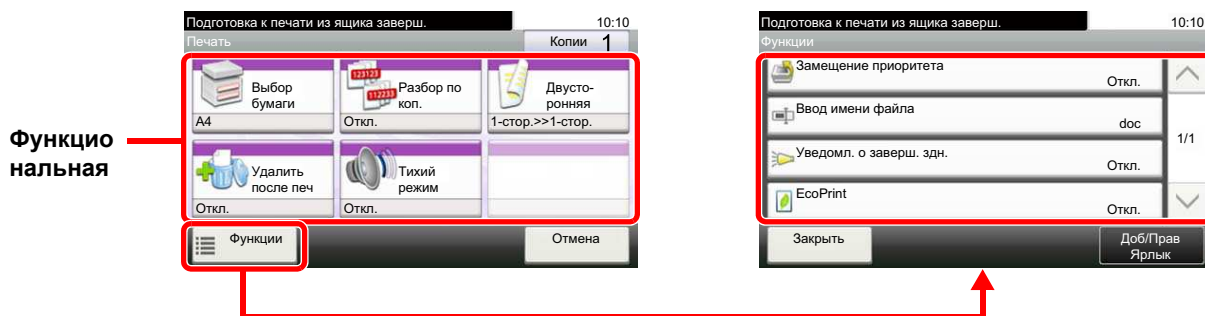 Подготовка к печати из ящика заверш. 10:10
Печать Копии 1
Выбор
бумаги
A4
123123
112233
Разбор по
коп.
Откл.
Двусто-
ронняя
1-стор.>>1-стор.
Функцио
нальная
Удалить
после печ
Откл.
Тихий
режим
Откл.
Функции Отмена
Подготовка к печати из ящика заверш. 10:10
Функции
Замещение приоритета
Откл.
Ввод имени файла
doc
1/1
Уведомл. о заверш. здн.
Откл.
EcoPrint
Откл.
Закрыть
Доб/Прав
Ярлык